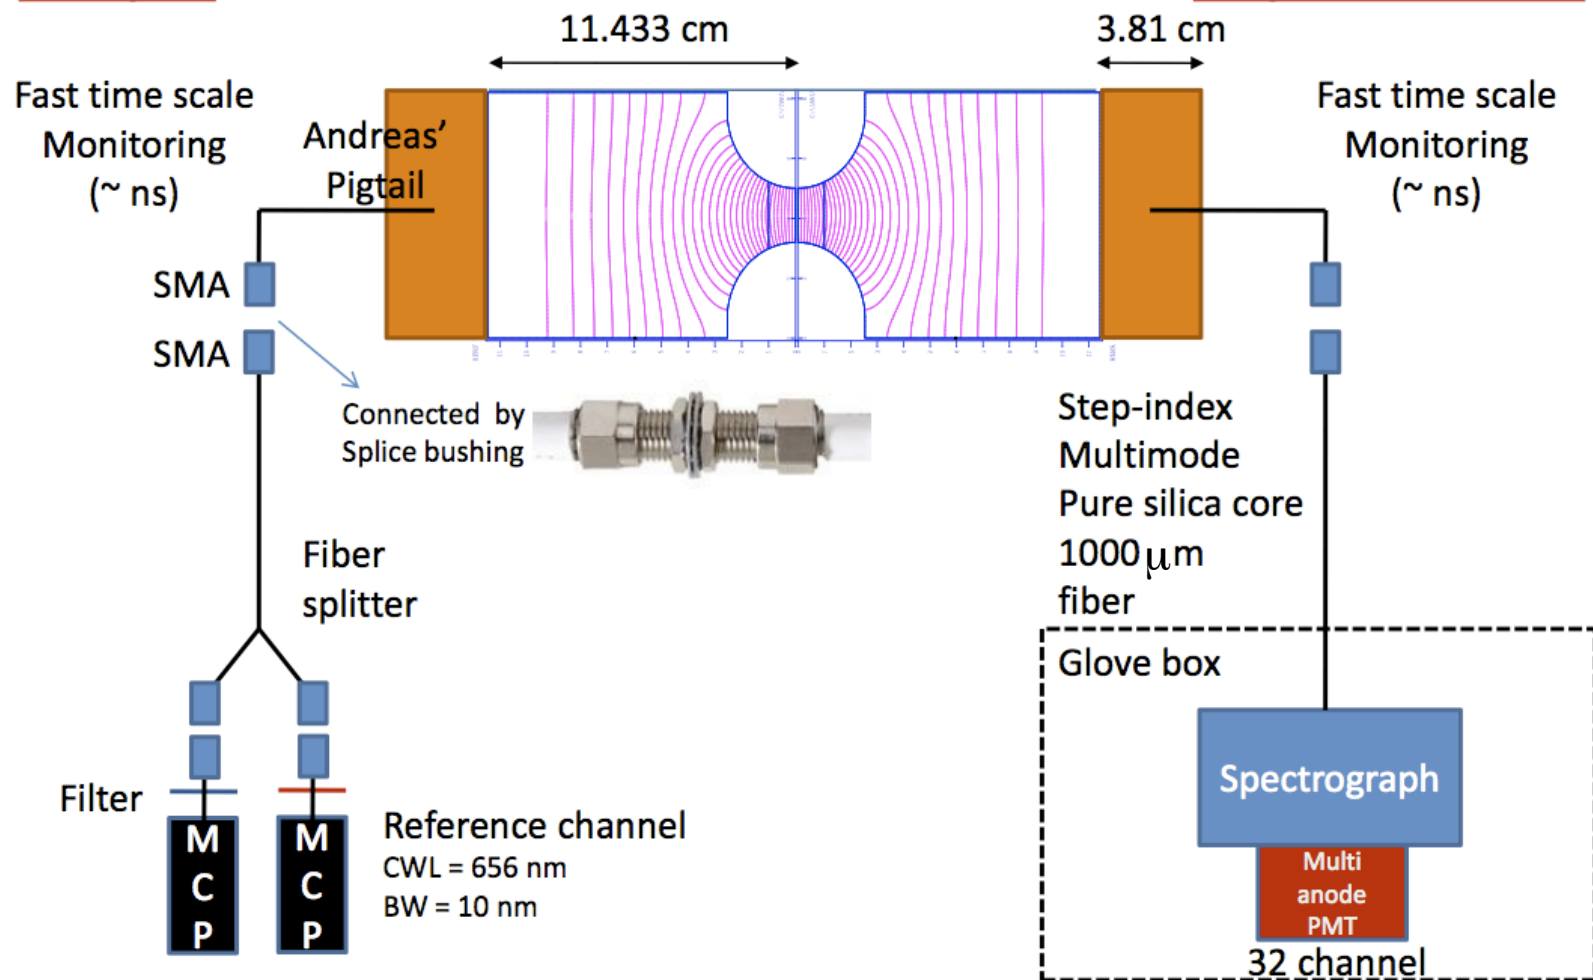 11.433 cm
3.81 cm
Fast time scale
Monitoring
(~ ns)
Andreas’
Pigtail
Fast time scale
Monitoring
(~ ns)
SMA
SMA
Connected by
Splice bushing
Step-index
Multimode
Pure silica core
1000 μm
fiber
Fiber
splitter
Glove box
Spectrograph
Filter
M
C
P
M
C
P
Reference channel
CWL = 656 nm
BW = 10 nm
Multi
anode
PMT
32 channel